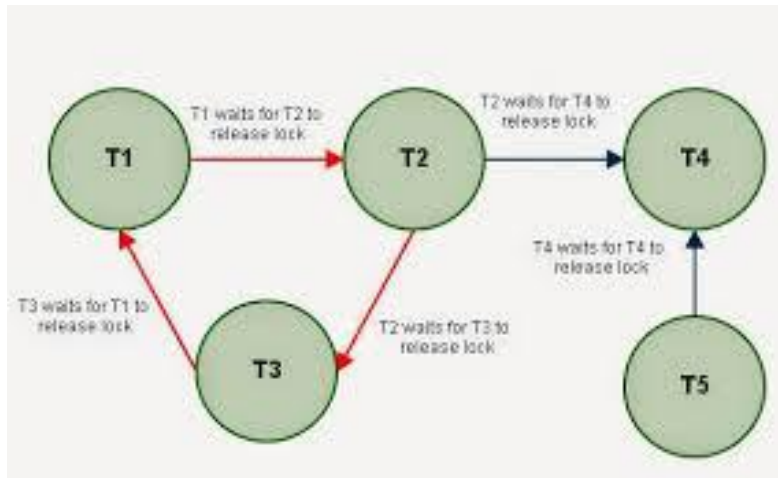 T1 waits for T2 to
release lock
T2 waits for T4 to
release lock
T1
T2
T4
T4 waits for T4 to
release lock
T3 waits for T1 to
release lock
T2 waits for T3 to
release lock
T3
T5